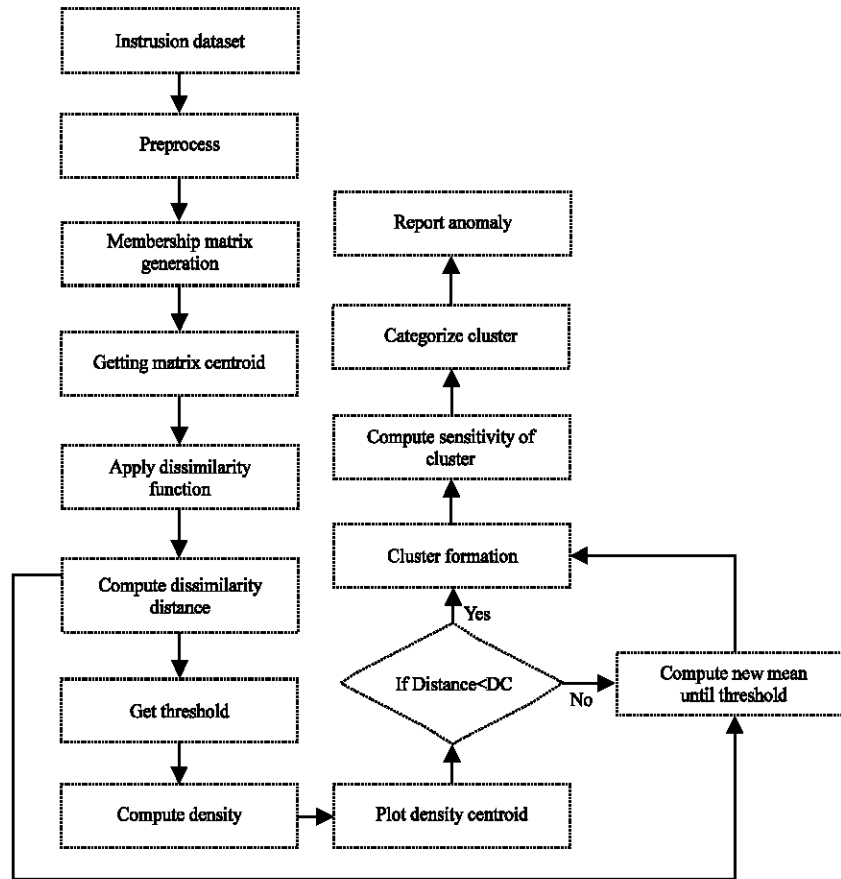 Instrusion dataset
Preprocess
Membership matrix
generation
Getting matrix centroid
Apply dissimilarity
function
Compute dissimilarity
distance
Get threshold
Compute density
Plot density centroid
If Distance<DC
Yes
No
Compute new mean
until threshold
Cluster formation
Compute sensitivity of
cluster
Categorize cluster
Report anomaly